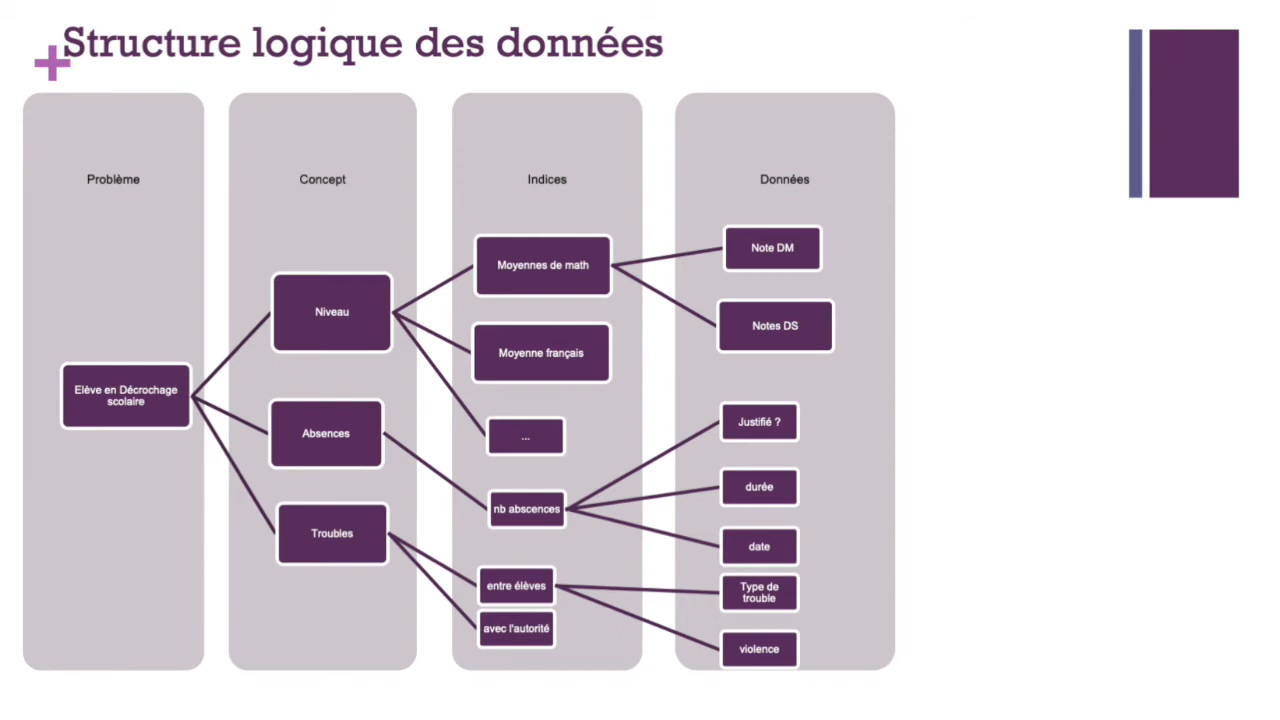 Structure logique des données
Problème
Concept
Indices
Données
Elève en Décrochage
scolaire
Niveau
Absences
Troubles
Moyennes de math
Moyenne français
...
nb abscences
entre élèves
avec l'autorité
Note DM
Notes DS
Justifié ?
durée
date
Type de
trouble
violence